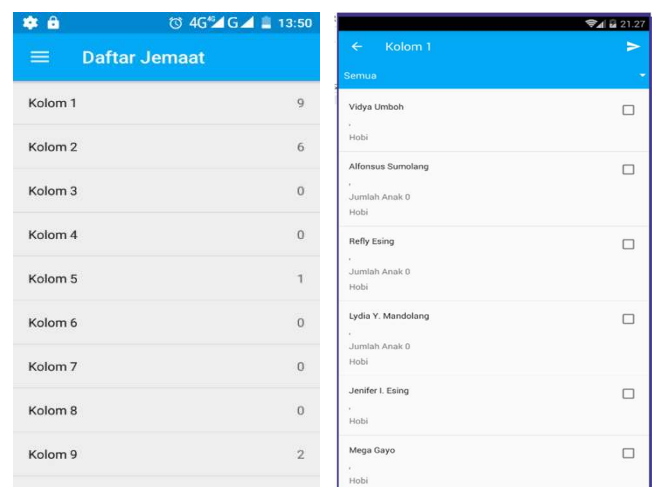 4G 4G G 13:50
Daftar Jemaat
Kolom 1 9
Kolom 2 6
Kolom 3 0
Kolom 4 0
Kolom 5 1
Kolom 6 0
Kolom 7 0
Kolom 8 0
Kolom 9 2
21.27
Kolom 1
Semua
Vidya Umboh
,
Hobi
Alfonsus Sumolang
,
Jumlah Anak 0
Hobi
Refly Esing
,
Jumlah Anak 0
Hobi
Lydia Y. Mandolang
,
Jumlah Anak 0
Hobi
Jenifer I. Esing
,
Hobi
Mega Gayo
,
Hobi